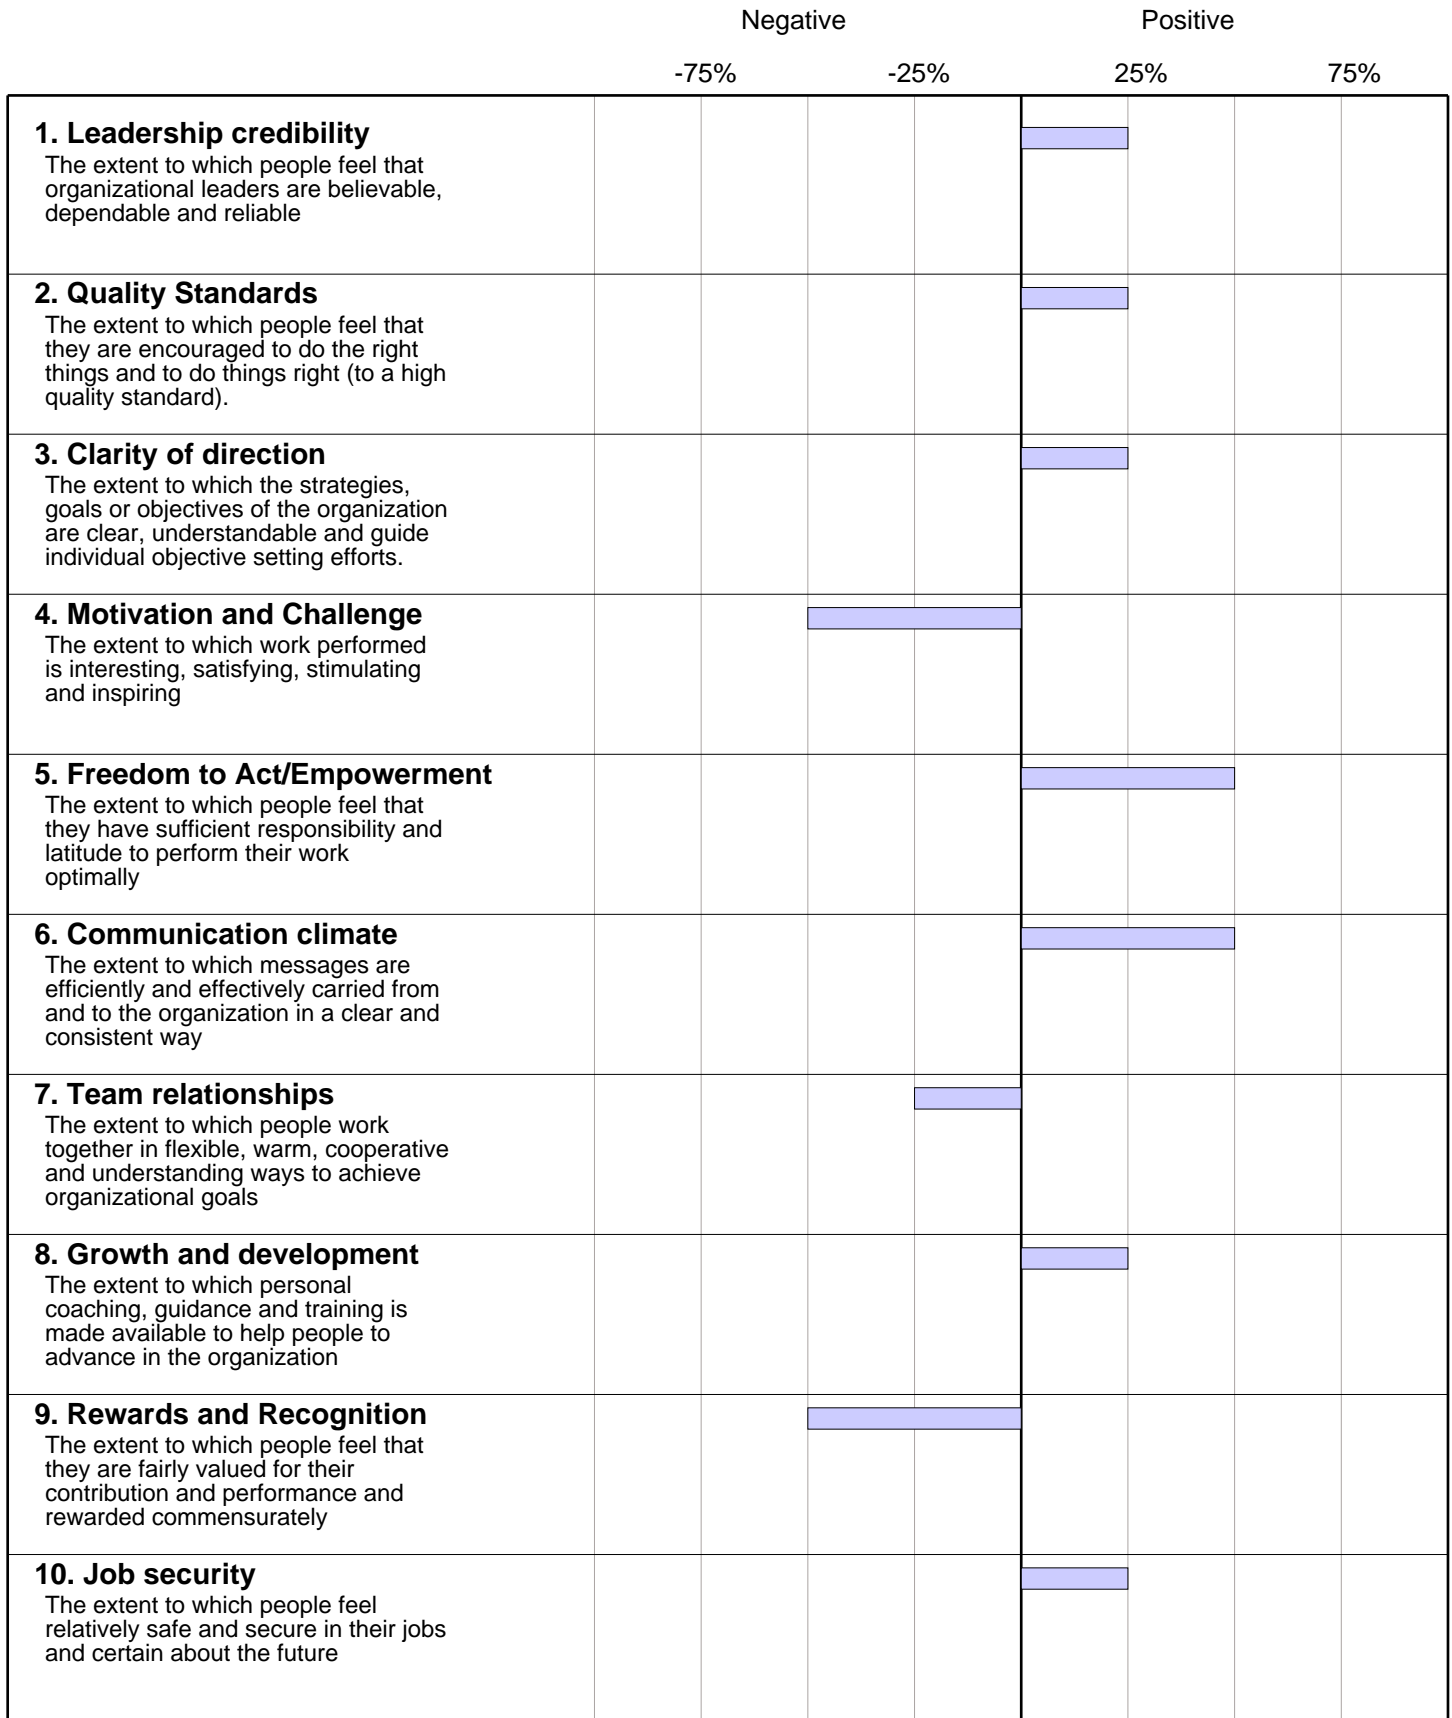 Negative Positive
-75% -25% 25% 75%
1. Leadership credibility
The extent to which people feel that
organizational leaders are believable,
dependable and reliable
2. Quality Standards
The extent to which people feel that
they are encouraged to do the right
things and to do things right (to a high
quality standard).
3. Clarity of direction
The extent to which the strategies,
goals or objectives of the organization
are clear, understandable and guide
individual objective setting efforts.
4. Motivation and Challenge
The extent to which work performed
is interesting, satisfying, stimulating
and inspiring
5. Freedom to Act/Empowerment
The extent to which people feel that
they have sufficient responsibility and
latitude to perform their work
optimally
6. Communication climate
The extent to which messages are
efficiently and effectively carried from
and to the organization in a clear and
consistent way
7. Team relationships
The extent to which people work
together in flexible, warm, cooperative
and understanding ways to achieve
organizational goals
8. Growth and development
The extent to which personal
coaching, guidance and training is
made available to help people to
advance in the organization
9. Rewards and Recognition
The extent to which people feel that
they are fairly valued for their
contribution and performance and
rewarded commensurately
10. Job security
The extent to which people feel
relatively safe and secure in their jobs
and certain about the future